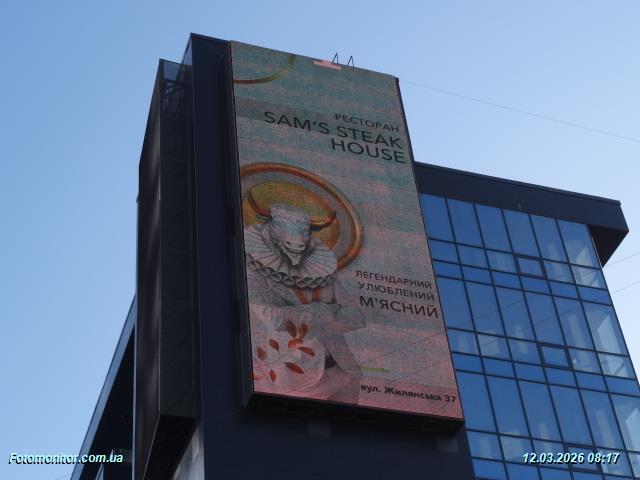 РЕСТОРАН
SAM'S STEAK
HOUSE
ЛЕГЕНДАРНИЙ
УЛЮБЛЕНИЙ
М'ЯСНИЙ
вул. Жилянська 37
Fotomonitor.com.ua
12.03.2026 08:17